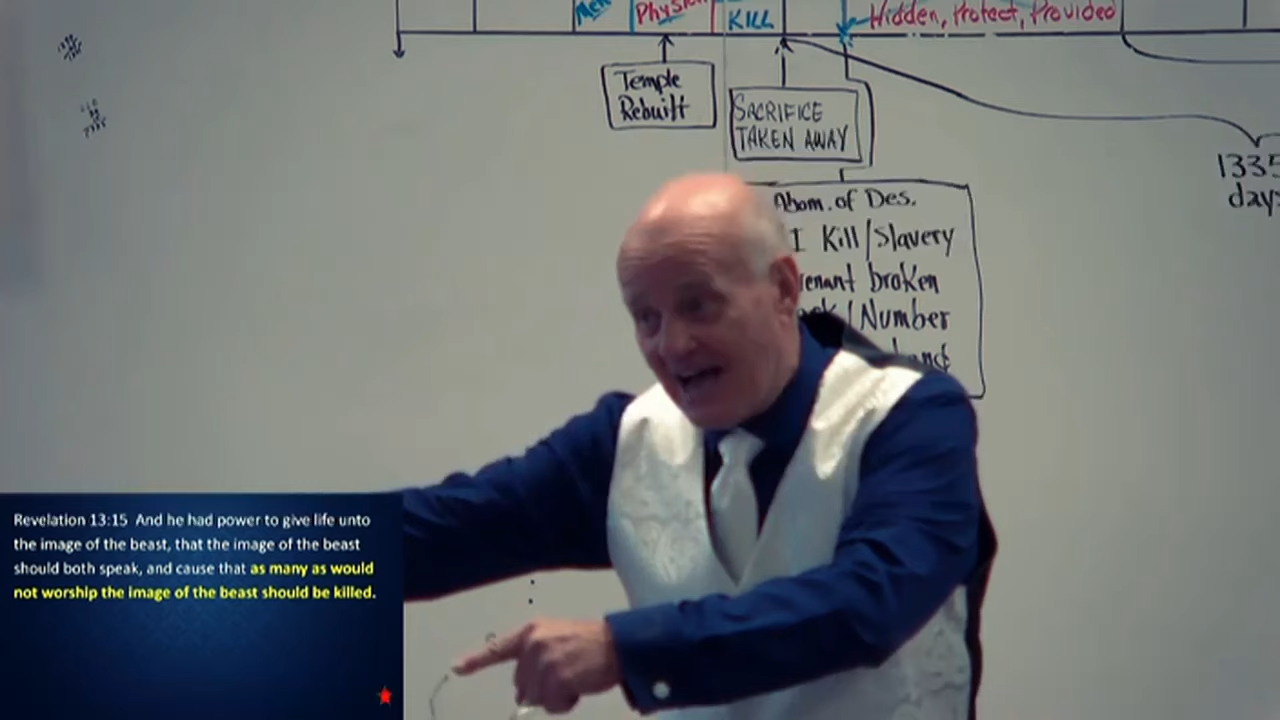 Men
Physical
KILL
Hidden, Protect, Provided
Temple
Rebuilt
SACRIFICE
TAKEN AWAY
1335
days
Abom. of Des.
Kill/Slavery
broken
/Number
Revelation 13:15 And he had power to give life unto
the image of the beast, that the image of the beast
should both speak, and cause that as many as would
not worship the image of the beast should be killed.